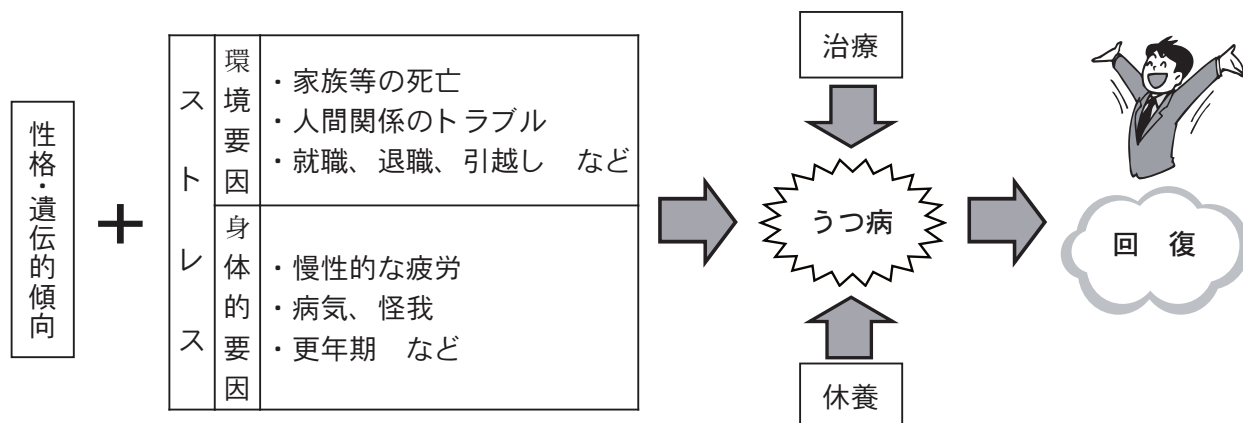 性格・遺伝的傾向
＋
ストレス
環境要因
・家族等の死亡
・人間関係のトラブル
・就職、退職、引越し　など
身体的要因
・慢性的な疲労
・病気、怪我
・更年期　など
治療
うつ病
休養
回　復